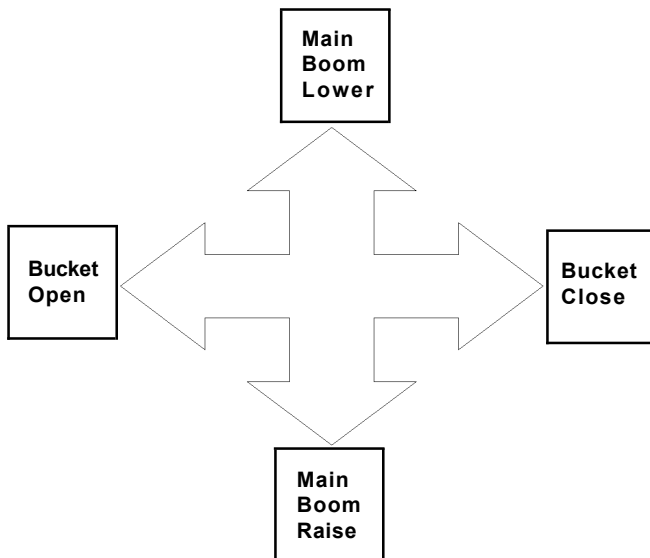 Main
Boom
Lower
Bucket
Open
Bucket
Close
Main
Boom
Raise